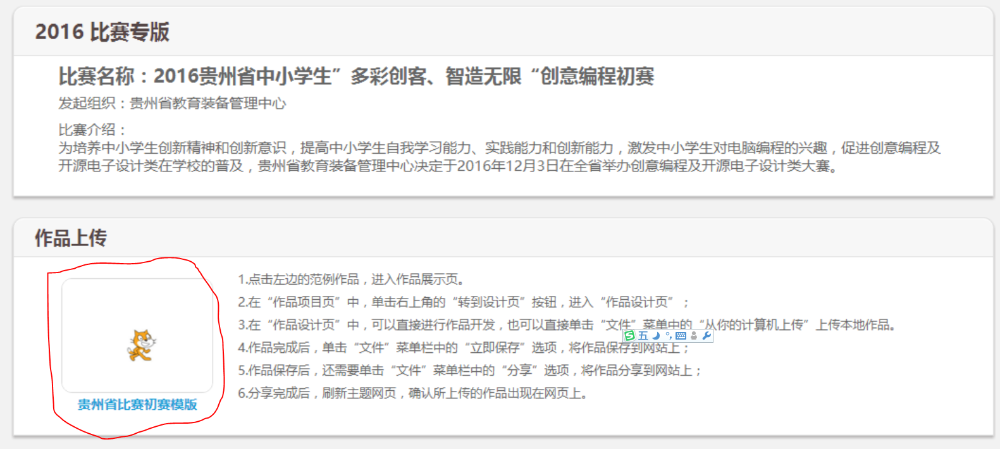 2016 比赛专版
比赛名称：2016贵州省中小学生”多彩创客、智造无限“创意编程初赛
发起组织：贵州省教育装备管理中心
比赛介绍：
为培养中小学生创新精神和创新意识，提高中小学生自我学习能力、实践能力和创新能力，激发中小学生对电脑编程的兴趣，促进创意编程及
开源电子设计类在学校的普及，贵州省教育装备管理中心决定于2016年12月3日在全省举办创意编程及开源电子设计类大赛。
作品上传
1.点击左边的范例作品，进入作品展示页。
2.在“作品项目页”中，单击右上角的“转到设计页”按钮，进入“作品设计页”；
3.在“作品设计页”中，可以直接进行作品开发，也可以直接单击“文件”菜单中的“从你的计算机上传”上传本地作品。
五
4.作品完成后，单击“文件”菜单栏中的“立即保存”选项，将作品保存到网站上；
5.作品保存后，还需要单击“文件”菜单栏中的“分享”选项，将作品分享到网站上；
6.分享完成后，刷新主题网页，确认所上传的作品出现在网页上。
贵州省比赛初赛模版